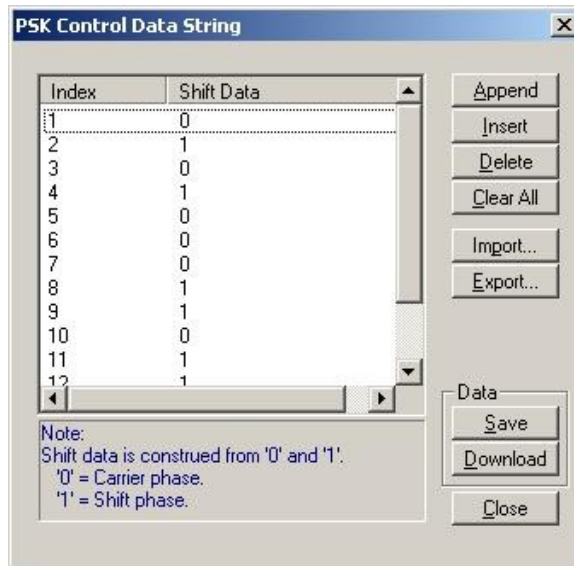 PSK Control Data String
Index Shift Data
1 0
2 1
3 0
4 1
5 0
6 0
7 0
8 1
9 1
10 0
11 1
12 1
Append
Insert
Delete
Clear All
Import...
Export...
Data
Save
Download
Close
Note:
Shift data is construed from '0' and '1'.
'0' = Carrier phase.
'1' = Shift phase.